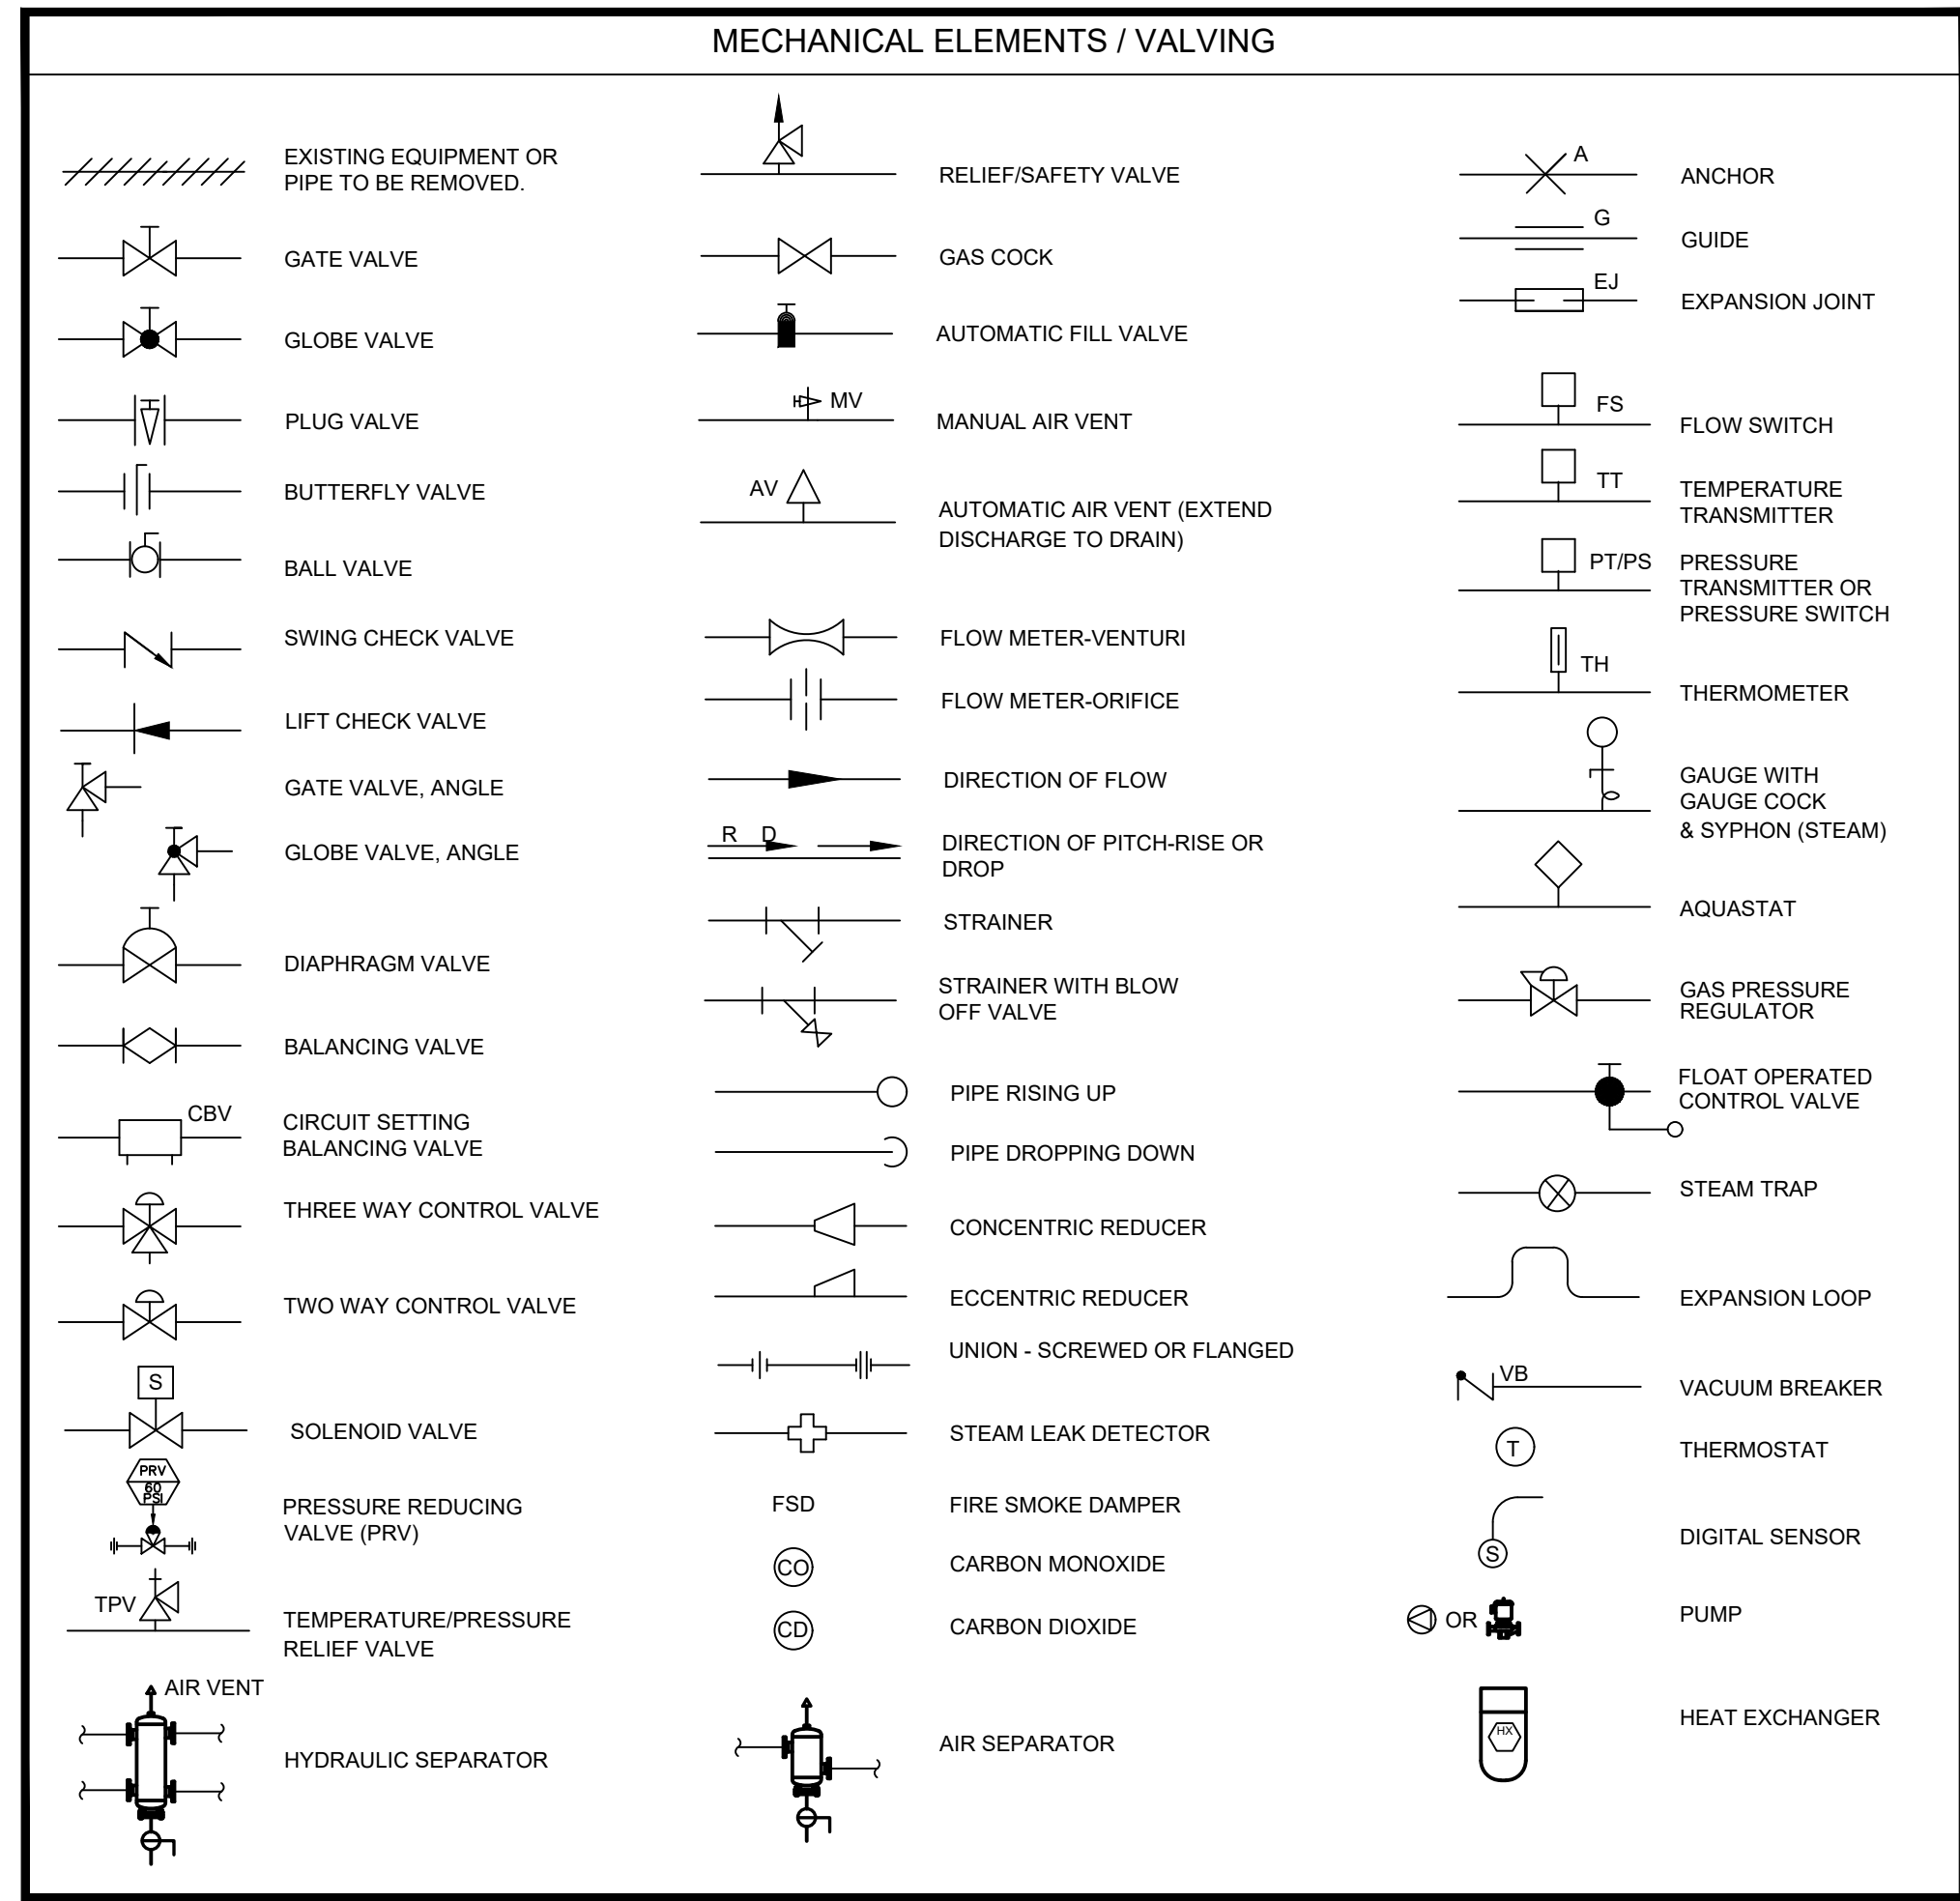 MECHANICAL ELEMENTS / VALVING
EXISTING EQUIPMENT OR
PIPE TO BE REMOVED.
GATE VALVE
GLOBE VALVE
PLUG VALVE
BUTTERFLY VALVE
BALL VALVE
SWING CHECK VALVE
LIFT CHECK VALVE
GATE VALVE, ANGLE
GLOBE VALVE, ANGLE
DIAPHRAGM VALVE
BALANCING VALVE
CBV
CIRCUIT SETTING
BALANCING VALVE
THREE WAY CONTROL VALVE
TWO WAY CONTROL VALVE
S
SOLENOID VALVE
PRV
60
PSI
PRESSURE REDUCING
VALVE (PRV)
TPV
TEMPERATURE/PRESSURE
RELIEF VALVE
AIR VENT
HYDRAULIC SEPARATOR
RELIEF/SAFETY VALVE
GAS COCK
AUTOMATIC FILL VALVE
MV
MANUAL AIR VENT
AV
AUTOMATIC AIR VENT (EXTEND
DISCHARGE TO DRAIN)
FLOW METER-VENTURI
FLOW METER-ORIFICE
DIRECTION OF FLOW
R D
DIRECTION OF PITCH-RISE OR
DROP
STRAINER
STRAINER WITH BLOW
OFF VALVE
PIPE RISING UP
PIPE DROPPING DOWN
CONCENTRIC REDUCER
ECCENTRIC REDUCER
UNION - SCREWED OR FLANGED
STEAM LEAK DETECTOR
FSD
FIRE SMOKE DAMPER
CO
CARBON MONOXIDE
CD
CARBON DIOXIDE
AIR SEPARATOR
A
ANCHOR
G
GUIDE
EJ
EXPANSION JOINT
FS
FLOW SWITCH
TT
TEMPERATURE
TRANSMITTER
PT/PS
PRESSURE
TRANSMITTER OR
PRESSURE SWITCH
TH
THERMOMETER
GAUGE WITH
GAUGE COCK
& SYPHON (STEAM)
AQUASTAT
GAS PRESSURE
REGULATOR
FLOAT OPERATED
CONTROL VALVE
STEAM TRAP
EXPANSION LOOP
VB
VACUUM BREAKER
T
THERMOSTAT
S
DIGITAL SENSOR
OR
PUMP
HX
HEAT EXCHANGER